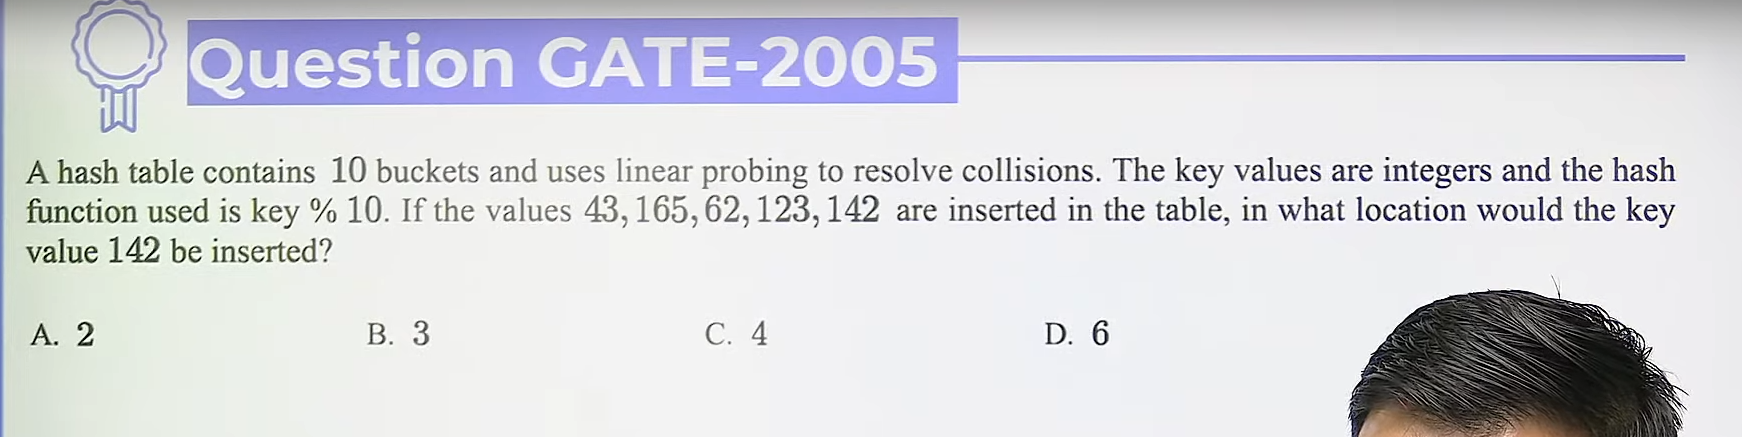 Question GATE-2005
A hash table contains 10 buckets and uses linear probing to resolve collisions. The key values are integers and the hash
function used is key % 10. If the values 43, 165, 62, 123, 142 are inserted in the table, in what location would the key
value 142 be inserted?
A. 2 B. 3 C. 4 D. 6